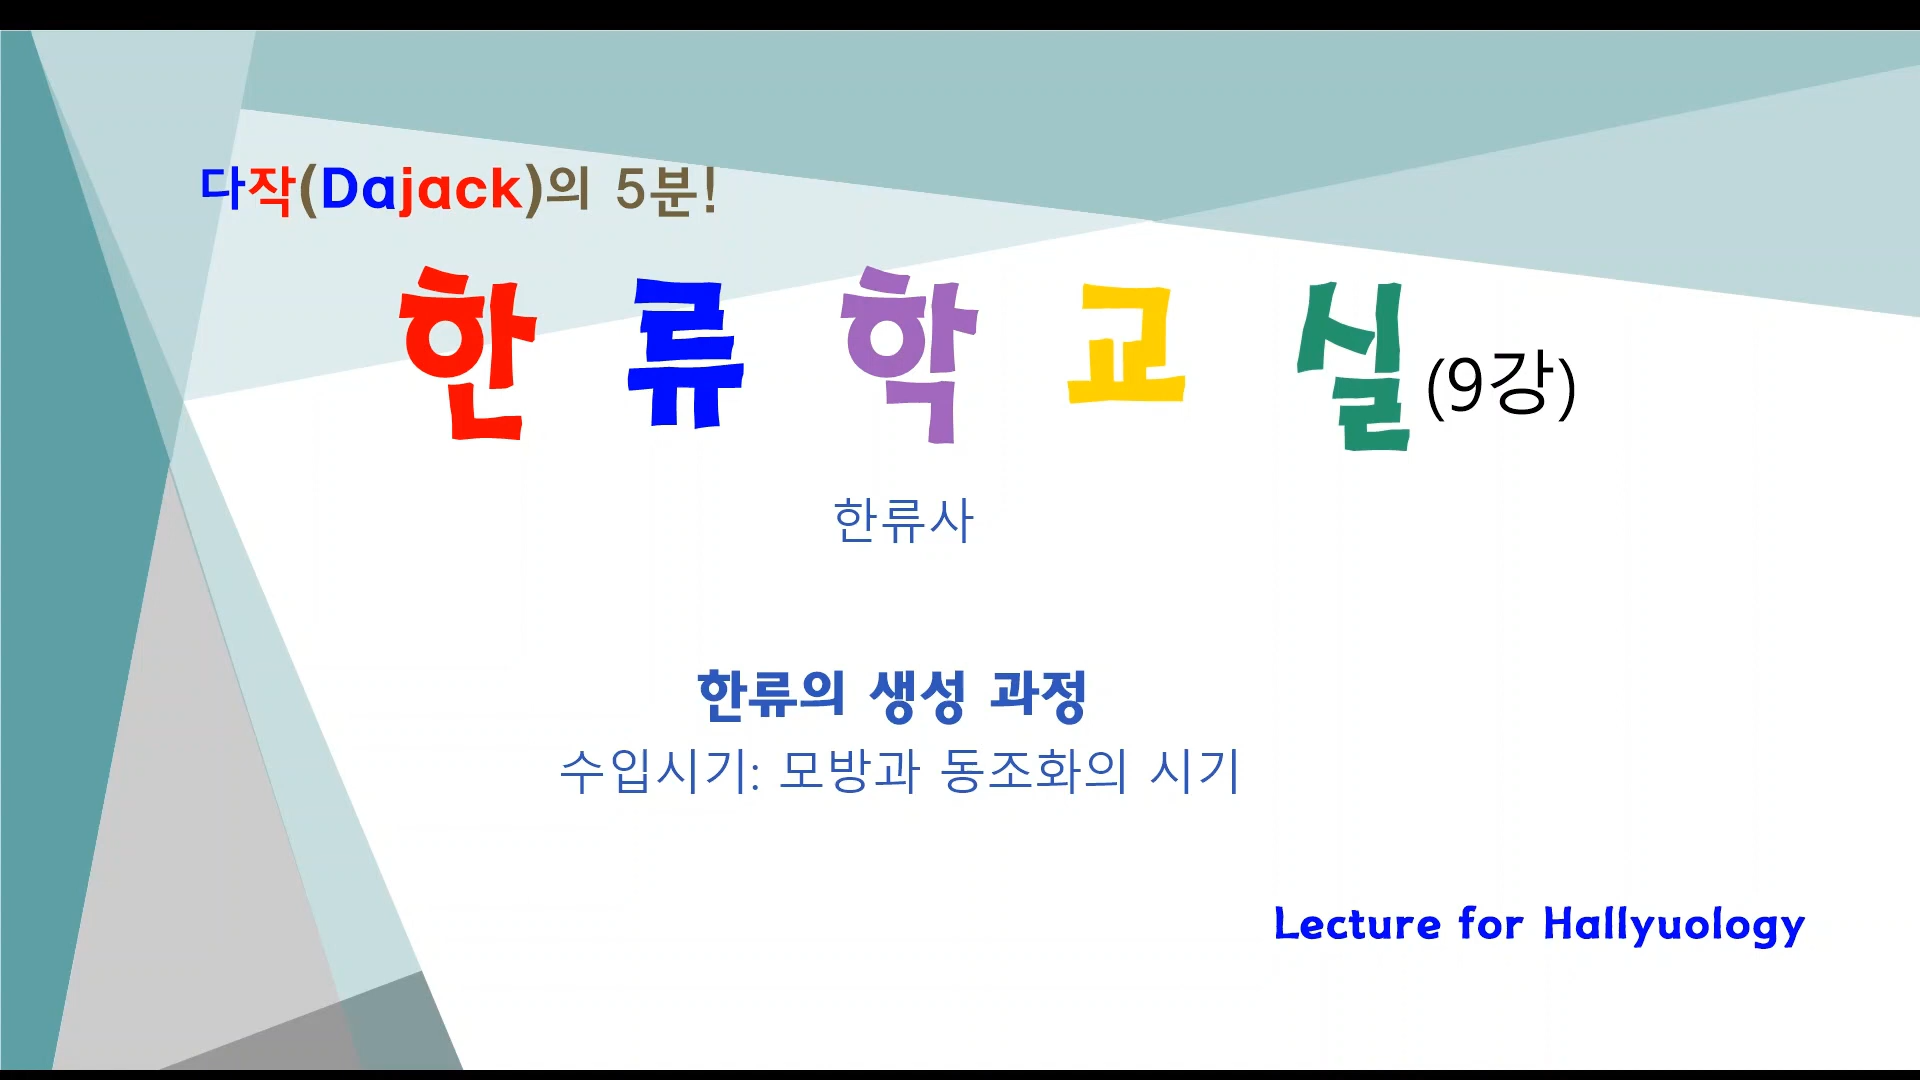 다작(Dajack)의 5분!
한 류 학 교 실(9강)
한류사
한류의 생성 과정
수입시기: 모방과 동조화의 시기
Lecture for Hallyuology